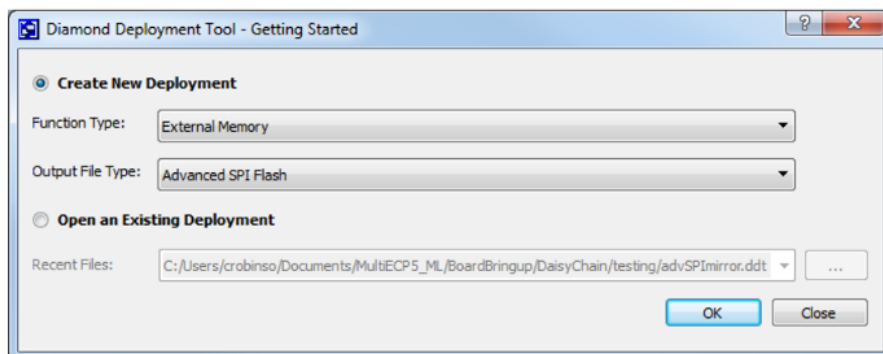 Diamond Deployment Tool - Getting Started
Create New Deployment
Function Type: External Memory
Output File Type: Advanced SPI Flash
Open an Existing Deployment
Recent Files: C:/Users/crobinso/Documents/MultiECP5_ML/BoardBringup/DaisyChain/testing/advSPImirror.ddt ...
OK Close